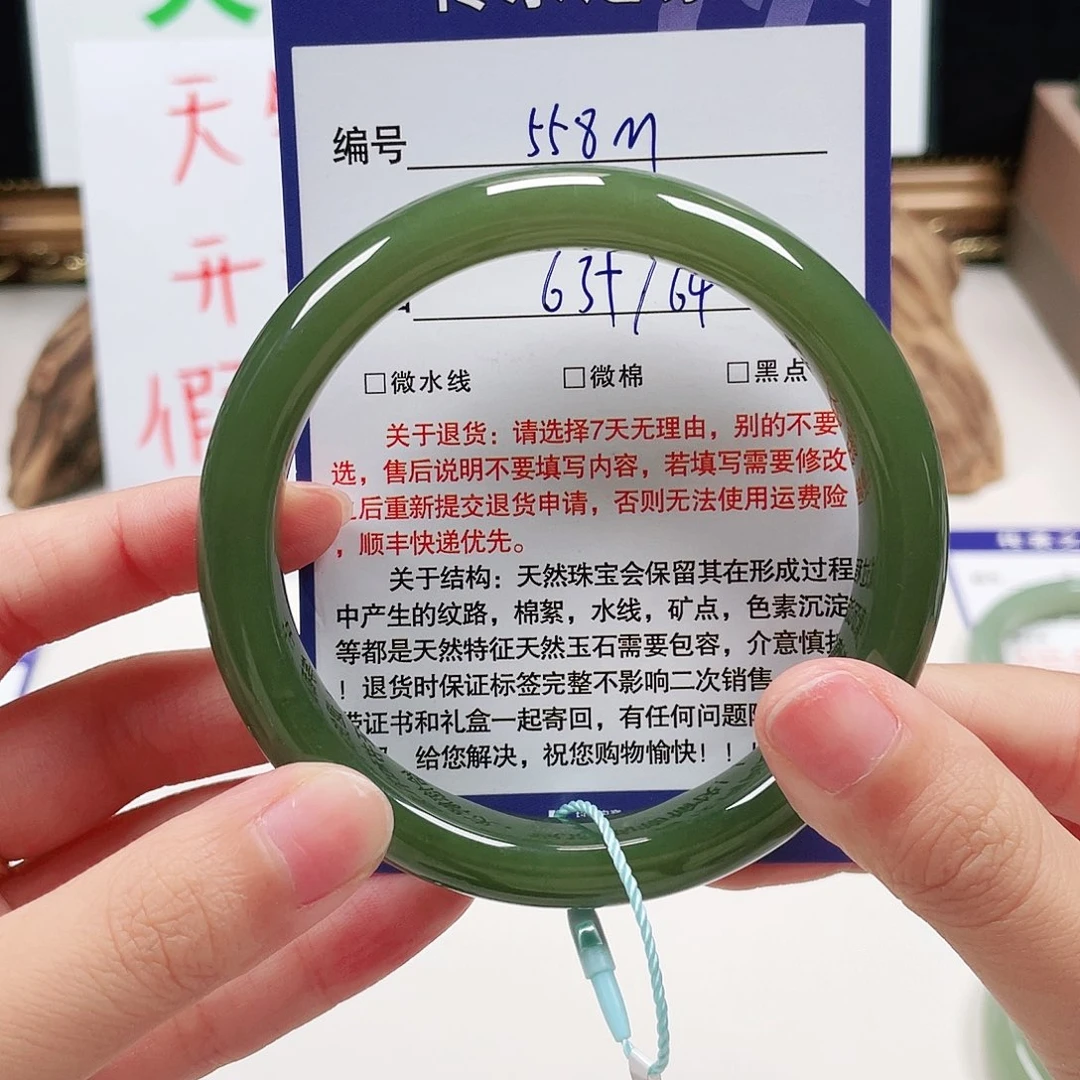 天
开
假
编号 558M
63+/64
□微水线 □微棉 □黑点
关于退货：请选择7天无理由，别的不要
选，售后说明不要填写内容，若填写需要修改
后重新提交退货申请，否则无法使用运费险
，顺丰快递优先。
关于结构：天然珠宝会保留其在形成过程
中产生的纹路，棉絮，水线，矿点，色素沉淀
等都是天然特征天然玉石需要包容，介意慎拍
！退货时保证标签完整不影响二次销售
带证书和礼盒一起寄回，有任何问题
给您解决，祝您购物愉快！！！